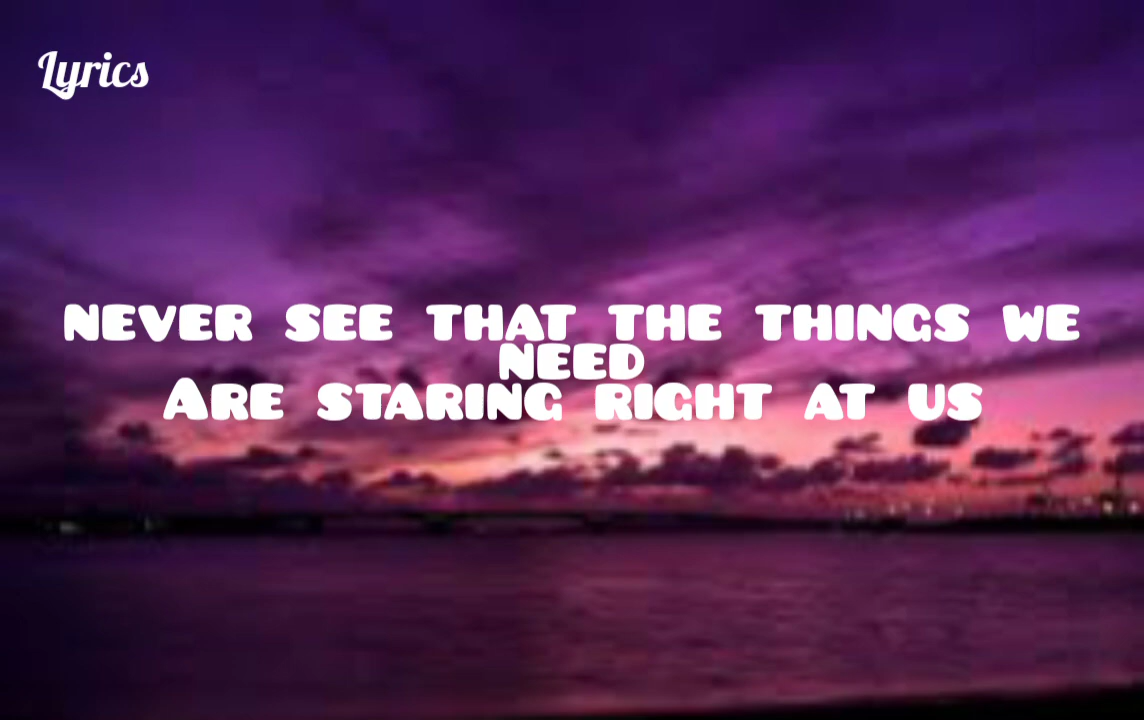 Lyrics
NEVER SEE THAT THE THINGS WE
NEED
ARE STARING RIGHT AT US